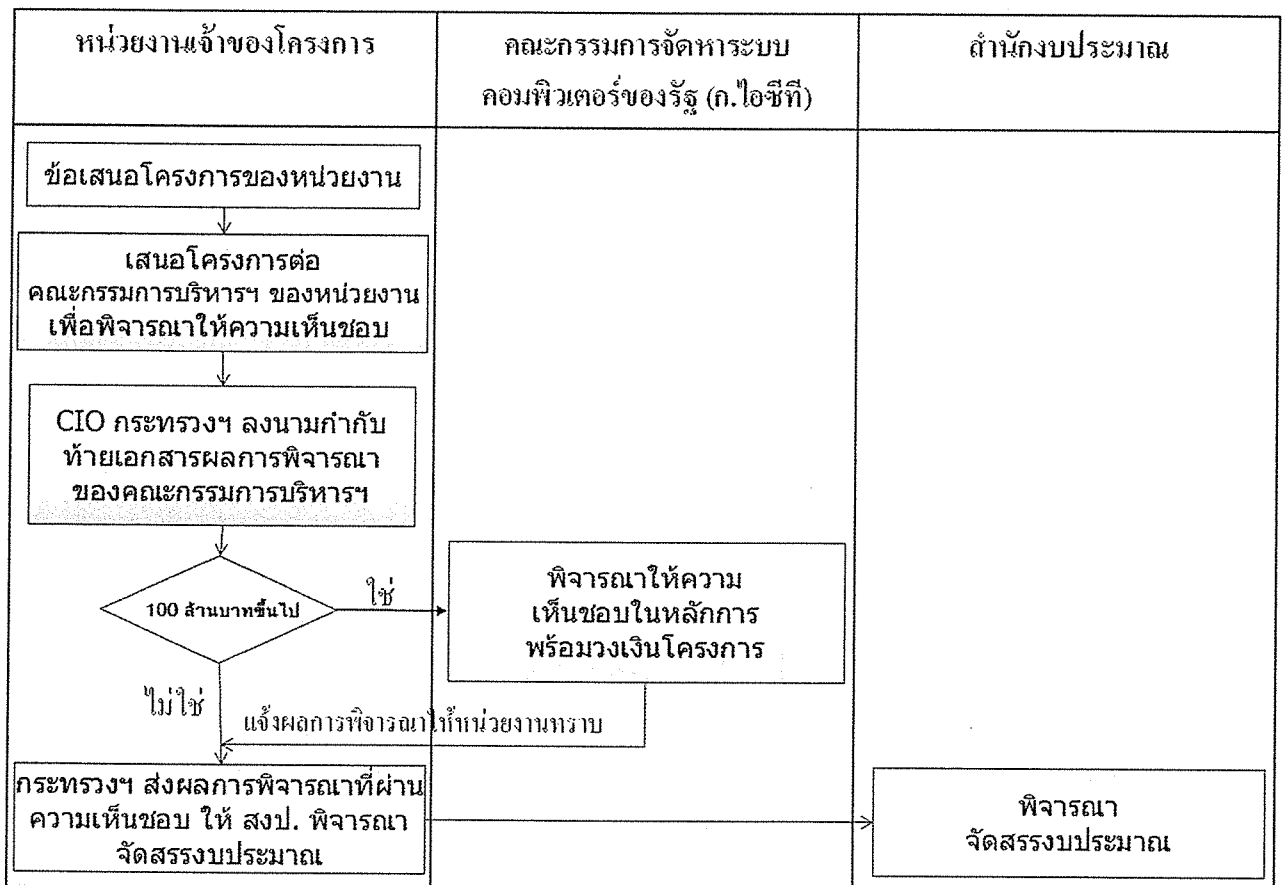 หน่วยงานเจ้าของโครงการ
คณะกรรมการจัดหาระบบ
คอมพิวเตอร์ของรัฐ (ก.ไอซีที)
สำนักงบประมาณ
ข้อเสนอโครงการของหน่วยงาน
เสนอโครงการต่อ
คณะกรรมการบริหารฯ ของหน่วยงาน
เพื่อพิจารณาให้ความเห็นชอบ
CIO กระทรวงฯ ลงนามกำกับ
ท้ายเอกสารผลการพิจารณา
ของคณะกรรมการบริหารฯ
100 ล้านบาทขึ้นไป
ใช่
พิจารณาให้ความ
เห็นชอบในหลักการ
พร้อมวงเงินโครงการ
ไม่ใช่
แจ้งผลการพิจารณาให้หน่วยงานทราบ
กระทรวงฯ ส่งผลการพิจารณาที่ผ่าน
ความเห็นชอบ ให้ สงป. พิจารณา
จัดสรรงบประมาณ
พิจารณา
จัดสรรงบประมาณ